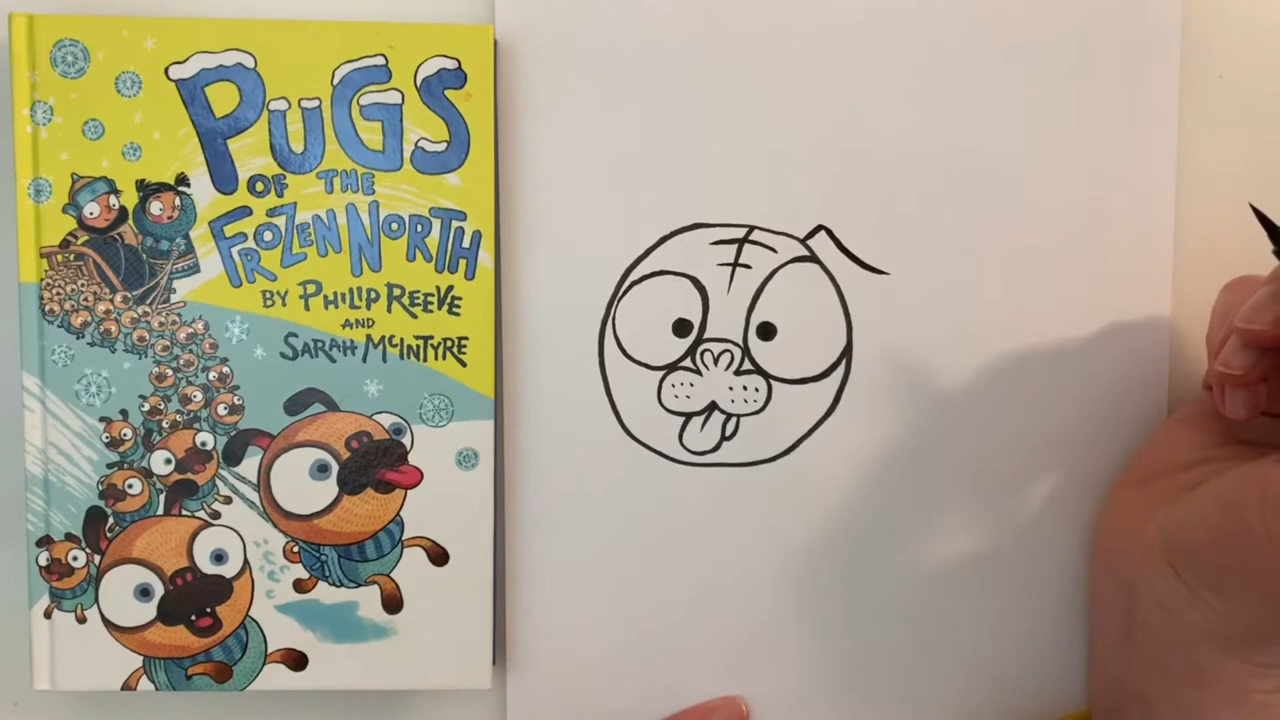 PUGS
OF THE
FROZEN NORTH
BY PHILIP REEVE
AND
SARAH McINTYRE